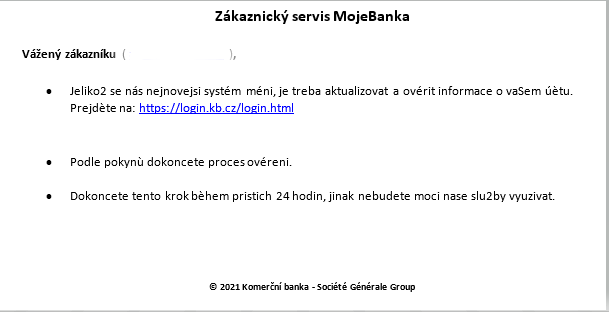 Zákaznický servis MojeBanka
Vážený zákazníku ( ),
• Jeliko2 se nás nejnovejsi systém méni, je treba aktualizovat a ovérit informace o vaSem úètu.
Prejdète na: https://login.kb.cz/login.html
• Podle pokynù dokoncete proces ovéreni.
• Dokoncete tento krok bèhem pristich 24 hodin, jinak nebudete moci nase slu2by vyuzivat.
© 2021 Komerční banka - Société Générale Group